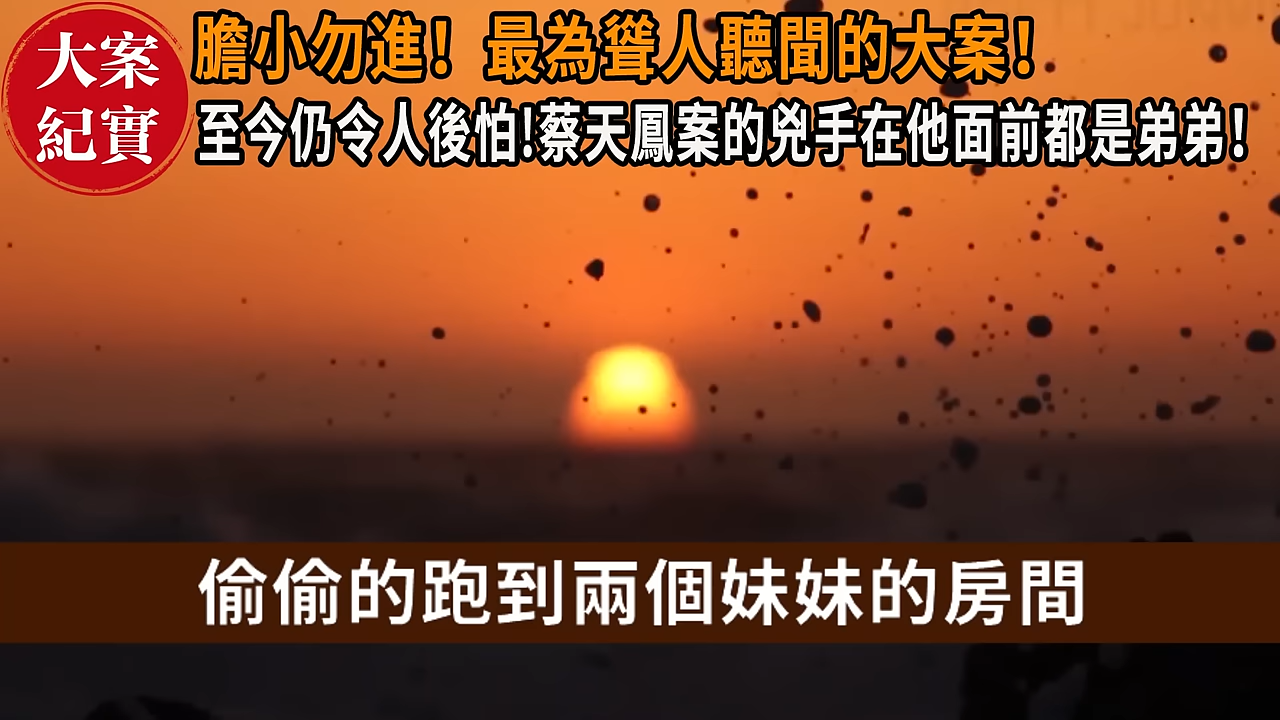 大案
紀實
膽小勿進！最為聳人聽聞的大案！
至今仍令人後怕!蔡天鳳案的兇手在他面前都是弟弟！
偷偷的跑到兩個妹妹的房間